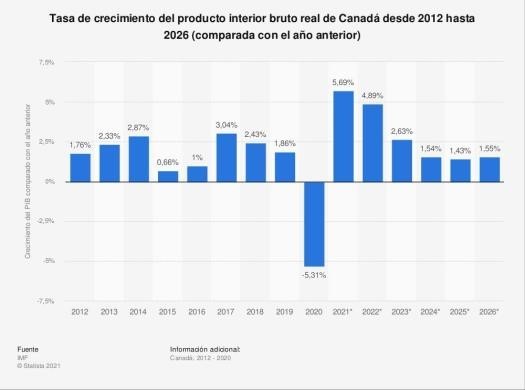 Tasa de crecimiento del producto interior bruto real de Canadá desde 2012 hasta
2026 (comparada con el año anterior)
Crecimiento del PIB comparado con el año anterior
7,5%
5%
2,5%
0%
-2,5%
-5%
-7,5%
1,76%
2,33%
2,87%
0,66%
1%
3,04%
2,43%
1,86%
-5,31%
5,69%
4,89%
2,63%
1,54%
1,43%
1,55%
2012 2013 2014 2015 2016 2017 2018 2019 2020 2021* 2022* 2023* 2024* 2025* 2026*
Fuente
IMF
© Statista 2021
Información adicional:
Canadá, 2012 - 2020